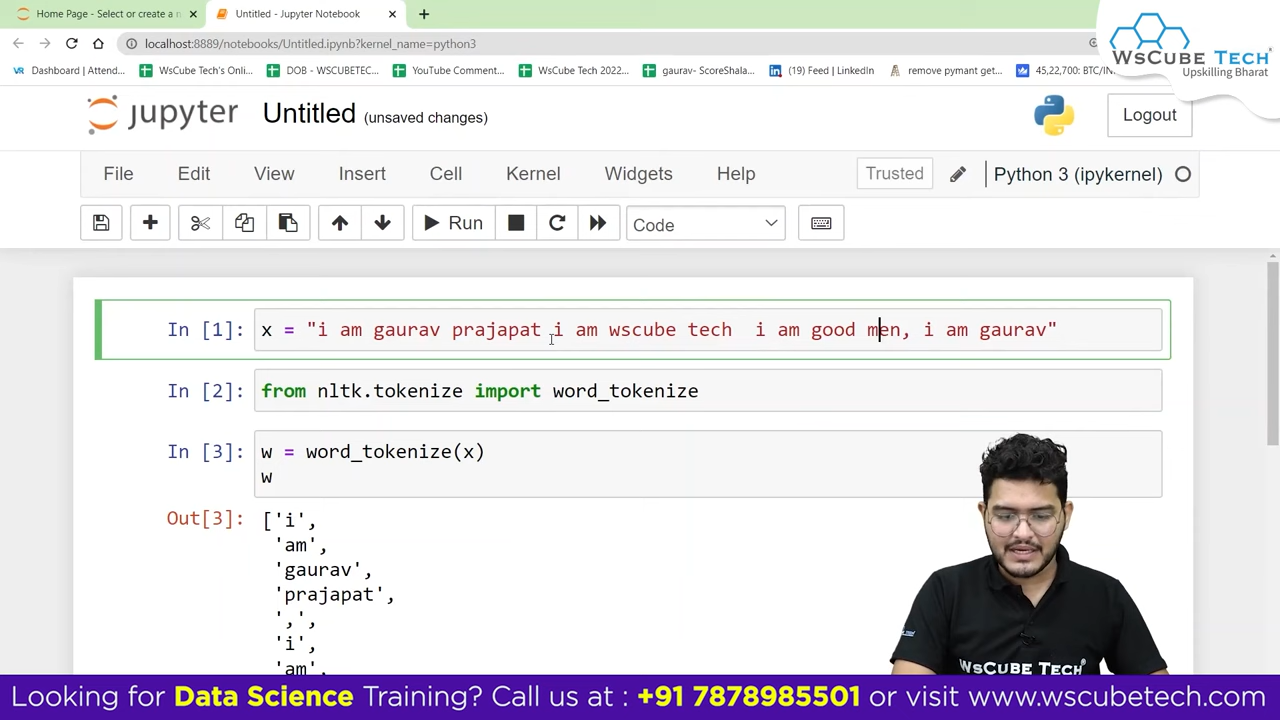 Home Page - Select or create a n
Untitled - Jupyter Notebook
localhost:8889/notebooks/Untitled.ipynb?kernel_name=python3
Dashboard | Attend...
WsCube Tech's Onli...
DOB - WSCUBETEC...
YouTube Comment...
Wscube Tech 2022...
gaurav- ScoreShala...
(19) Feed | LinkedIn
remove pymant get...
45,22,700: BTC/IN
WsCube Tech
Upskilling Bharat
jupyter Untitled (unsaved changes)
Logout
File Edit View Insert Cell Kernel Widgets Help
Trusted
Python 3 (ipykernel)
Run
Code
In [1]: x = "i am gaurav prajapat i am wscube tech  i am good men, i am gaurav"
In [2]: from nltk.tokenize import word_tokenize
In [3]: w = word_tokenize(x)
w
Out[3]: ['i',
'am',
'gaurav',
'prajapat',
',',
'i',
'am',
WsCube Tech
Looking for Data Science Training? Call us at : +91 7878985501 or visit www.wscubetech.com